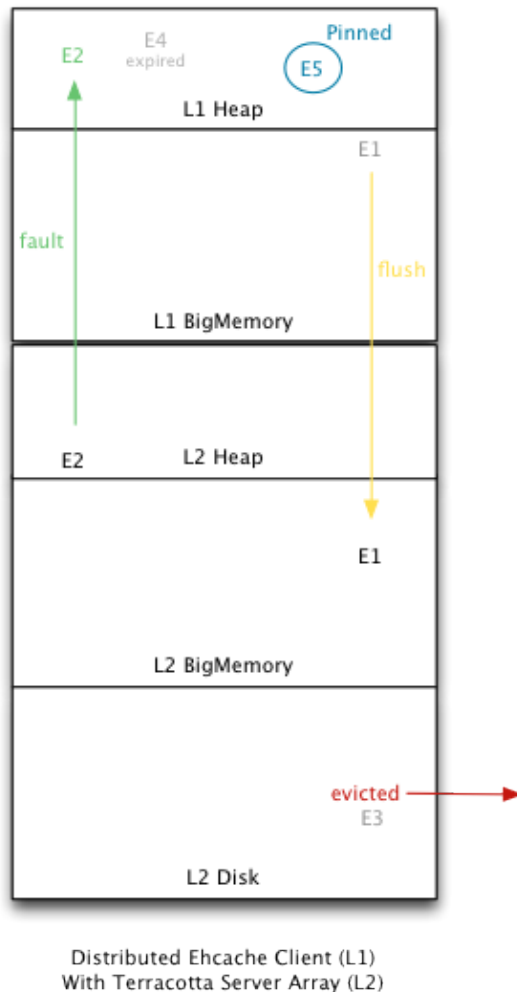 Pinned
E4
E2
expired
E5
L1 Heap
E1
fault
flush
L1 BigMemory
E2
L2 Heap
E1
L2 BigMemory
evicted
E3
L2 Disk
Distributed Ehcache Client (L1)
With Terracotta Server Array (L2)